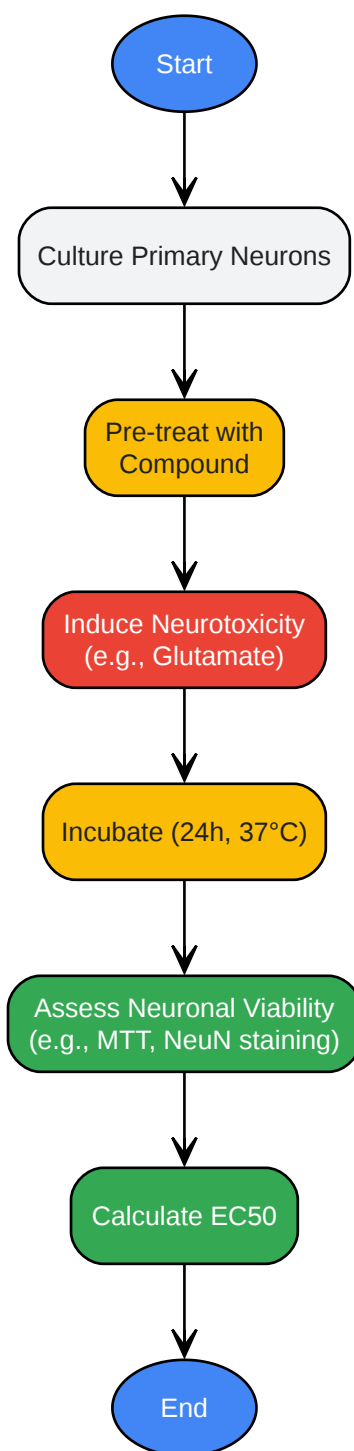 Start
Culture Primary Neurons
Pre-treat with
Compound
Induce Neurotoxicity
(e.g., Glutamate)
Incubate (24h, 37°C)
Assess Neuronal Viability
(e.g., MTT, NeuN staining)
Calculate EC50
End